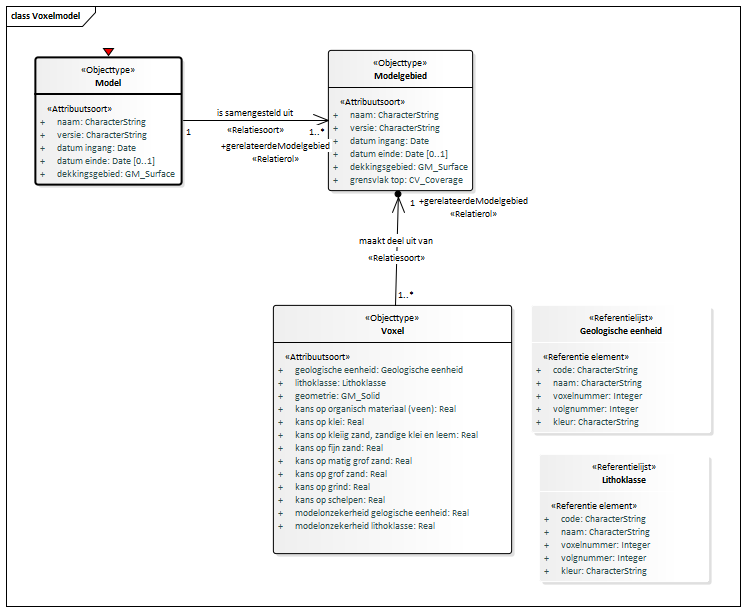 class Voxelmodel
«Objecttype»
Model
«Attribuutsoort»
+ naam: CharacterString
+ versie: CharacterString
+ datum ingang: Date
+ datum einde: Date [0..1]
+ dekkingsgebied: GM_Surface
is samengesteld uit
1
«Relatiesoort»
1..*
+gerelateerdeModelgebied
«Relatierol»
«Objecttype»
Modelgebied
«Attribuutsoort»
+ naam: CharacterString
+ versie: CharacterString
+ datum ingang: Date
+ datum einde: Date [0..1]
+ dekkingsgebied: GM_Surface
+ grensvlak top: CV_Coverage
1
+gerelateerdeModelgebied
«Relatierol»
maakt deel uit van
«Relatiesoort»
1..*
«Objecttype»
Voxel
«Attribuutsoort»
+ geologische eenheid: Geologische eenheid
+ lithoklasse: Lithoklasse
+ geometrie: GM_Solid
+ kans op organisch materiaal (veen): Real
+ kans op klei: Real
+ kans op kleiig zand, zandige klei en leem: Real
+ kans op fijn zand: Real
+ kans op matig grof zand: Real
+ kans op grof zand: Real
+ kans op grind: Real
+ kans op schelpen: Real
+ modelonzekerheid gelogische eenheid: Real
+ modelonzekerheid lithoklasse: Real
«Referentielijst»
Geologische eenheid
«Referentie element»
+ code: CharacterString
+ naam: CharacterString
+ voxelnummer: Integer
+ volgnummer: Integer
+ kleur: CharacterString
«Referentielijst»
Lithoklasse
«Referentie element»
+ code: CharacterString
+ naam: CharacterString
+ voxelnummer: Integer
+ volgnummer: Integer
+ kleur: CharacterString